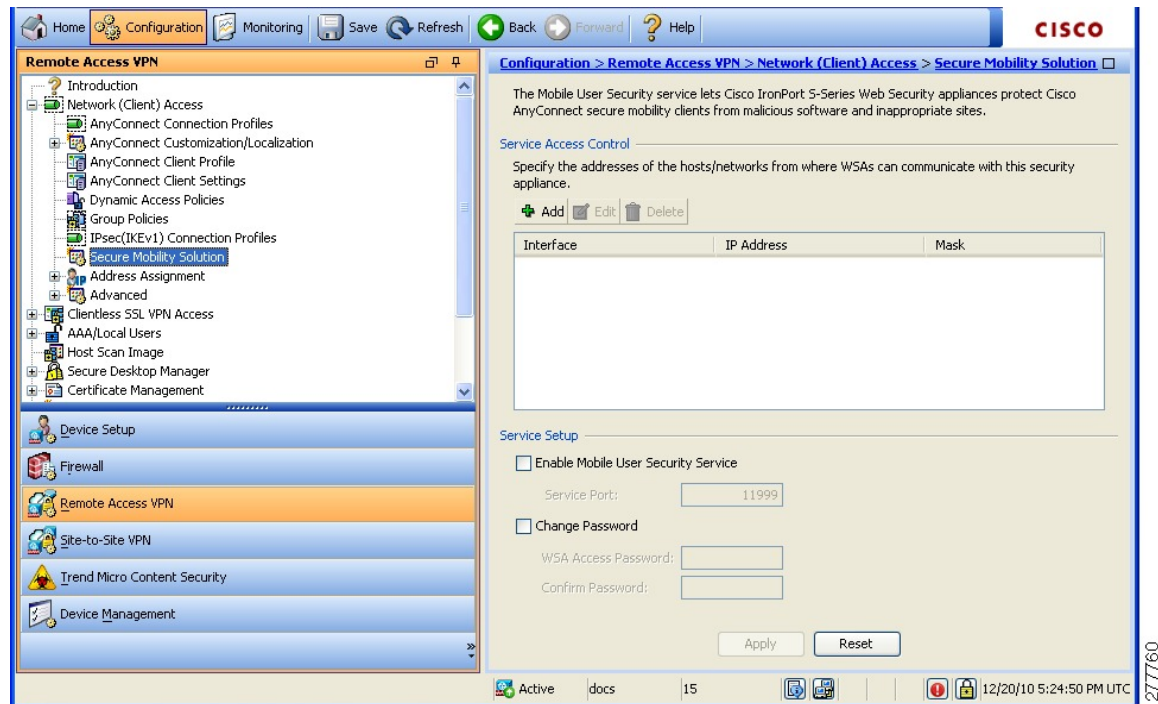 Home Configuration Monitoring Save Refresh Back Forward Help
CISCO
Remote Access VPN
Introduction
Network (Client) Access
AnyConnect Connection Profiles
AnyConnect Customization/Localization
AnyConnect Client Profile
AnyConnect Client Settings
Dynamic Access Policies
Group Policies
IPsec(IKEv1) Connection Profiles
Secure Mobility Solution
Address Assignment
Advanced
Clientless SSL VPN Access
AAA/Local Users
Host Scan Image
Secure Desktop Manager
Certificate Management
Device Setup
Firewall
Remote Access VPN
Site-to-Site VPN
Trend Micro Content Security
Device Management
Configuration > Remote Access VPN > Network (Client) Access > Secure Mobility Solution
The Mobile User Security service lets Cisco IronPort S-Series Web Security appliances protect Cisco
AnyConnect secure mobility clients from malicious software and inappropriate sites.
Service Access Control
Specify the addresses of the hosts/networks from where WSAs can communicate with this security
appliance.
Add Edit Delete
Interface IP Address Mask
Service Setup
Enable Mobile User Security Service
Service Port: 11999
Change Password
WSA Access Password:
Confirm Password:
Apply Reset
Active docs 15 12/20/10 5:24:50 PM UTC
277760